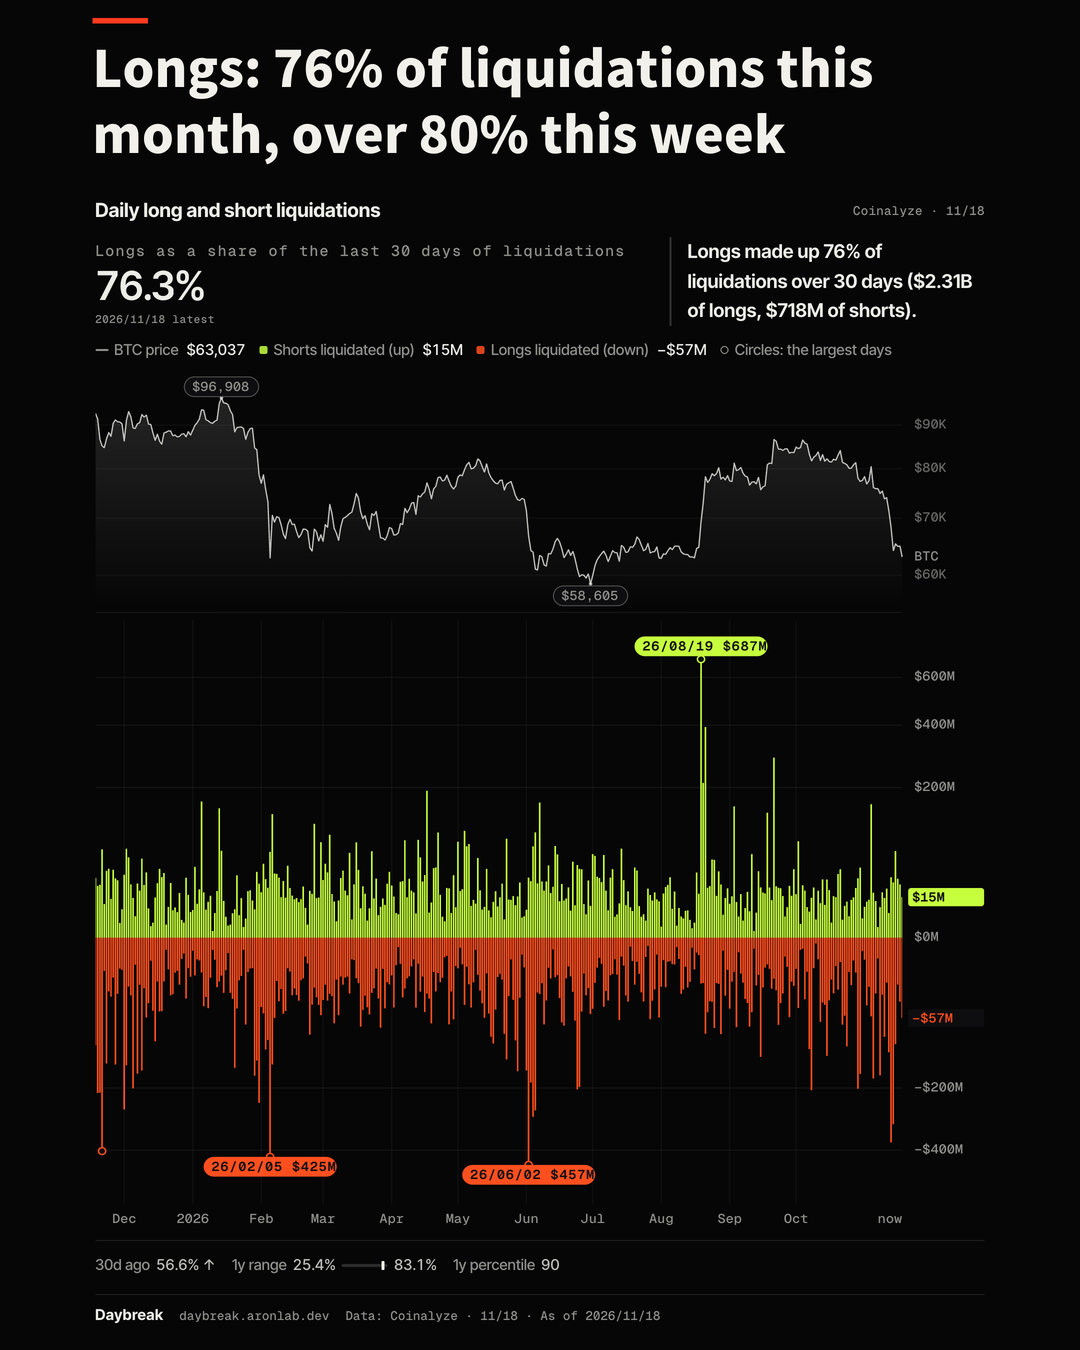 Longs: 76% of liquidations this
month, over 80% this week
Daily long and short liquidations
Coinalyze · 11/18
Longs as a share of the last 30 days of liquidations
76.3%
2026/11/18 latest
Longs made up 76% of
liquidations over 30 days ($2.31B
of longs, $718M of shorts).
BTC price $63,037 Shorts liquidated (up) $15M Longs liquidated (down) −$57M Circles: the largest days
$96,908
$90K
$80K
$70K
BTC
$60K
$58,605
26/08/19 $687M
$600M
$400M
$200M
$15M
$0M
−$57M
−$200M
−$400M
26/02/05 $425M
26/06/02 $457M
Dec 2026 Feb Mar Apr May Jun Jul Aug Sep Oct now
30d ago 56.6% ↑ 1y range 25.4% 83.1% 1y percentile 90
Daybreak daybreak.aronlab.dev Data: Coinalyze · 11/18 · As of 2026/11/18